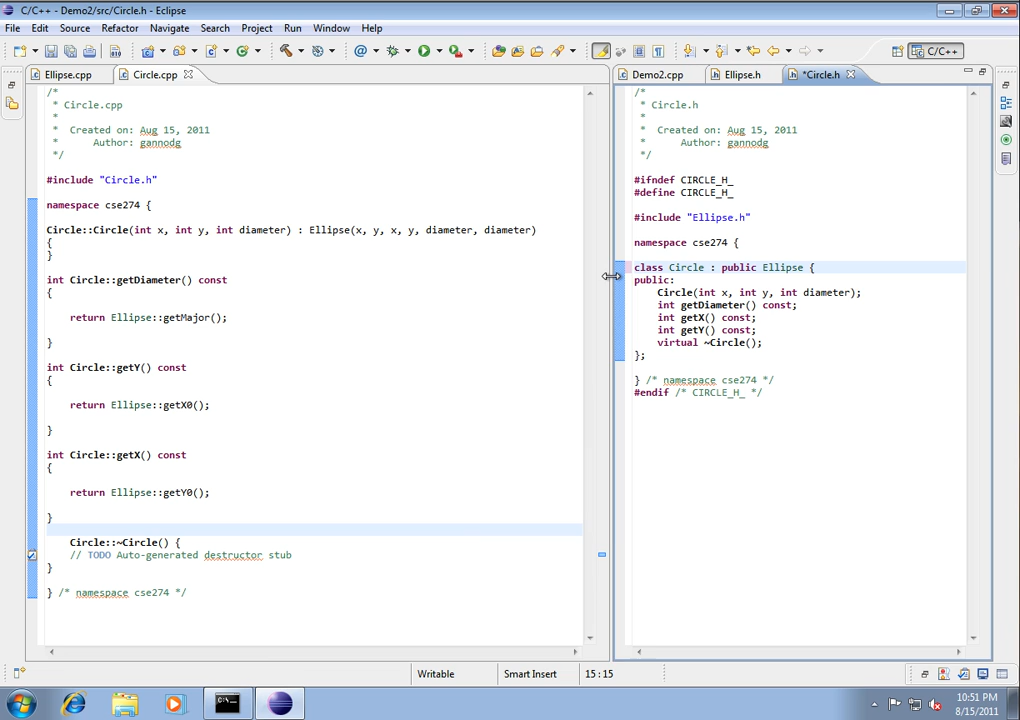 C/C++ - Demo2/src/Circle.h - Eclipse
File Edit Source Refactor Navigate Search Project Run Window Help
C/C++
Ellipse.cpp
Circle.cpp
/*
 * Circle.cpp
 *
 *  Created on: Aug 15, 2011
 *      Author: gannodg
 */
#include "Circle.h"
namespace cse274 {
Circle::Circle(int x, int y, int diameter) : Ellipse(x, y, x, y, diameter, diameter)
{
}
int Circle::getDiameter() const
{
return Ellipse::getMajor();
}
int Circle::getY() const
{
return Ellipse::getX0();
}
int Circle::getX() const
{
return Ellipse::getY0();
}
Circle::~Circle() {
// TODO Auto-generated destructor stub
}
} /* namespace cse274 */
Demo2.cpp
Ellipse.h
*Circle.h
/*
 * Circle.h
 *
 *  Created on: Aug 15, 2011
 *      Author: gannodg
 */
#ifndef CIRCLE_H_
#define CIRCLE_H_
#include "Ellipse.h"
namespace cse274 {
class Circle : public Ellipse {
public:
Circle(int x, int y, int diameter);
int getDiameter() const;
int getX() const;
int getY() const;
virtual ~Circle();
};
} /* namespace cse274 */
#endif /* CIRCLE_H_ */
Writable
Smart Insert
15:15
10:51 PM
8/15/2011